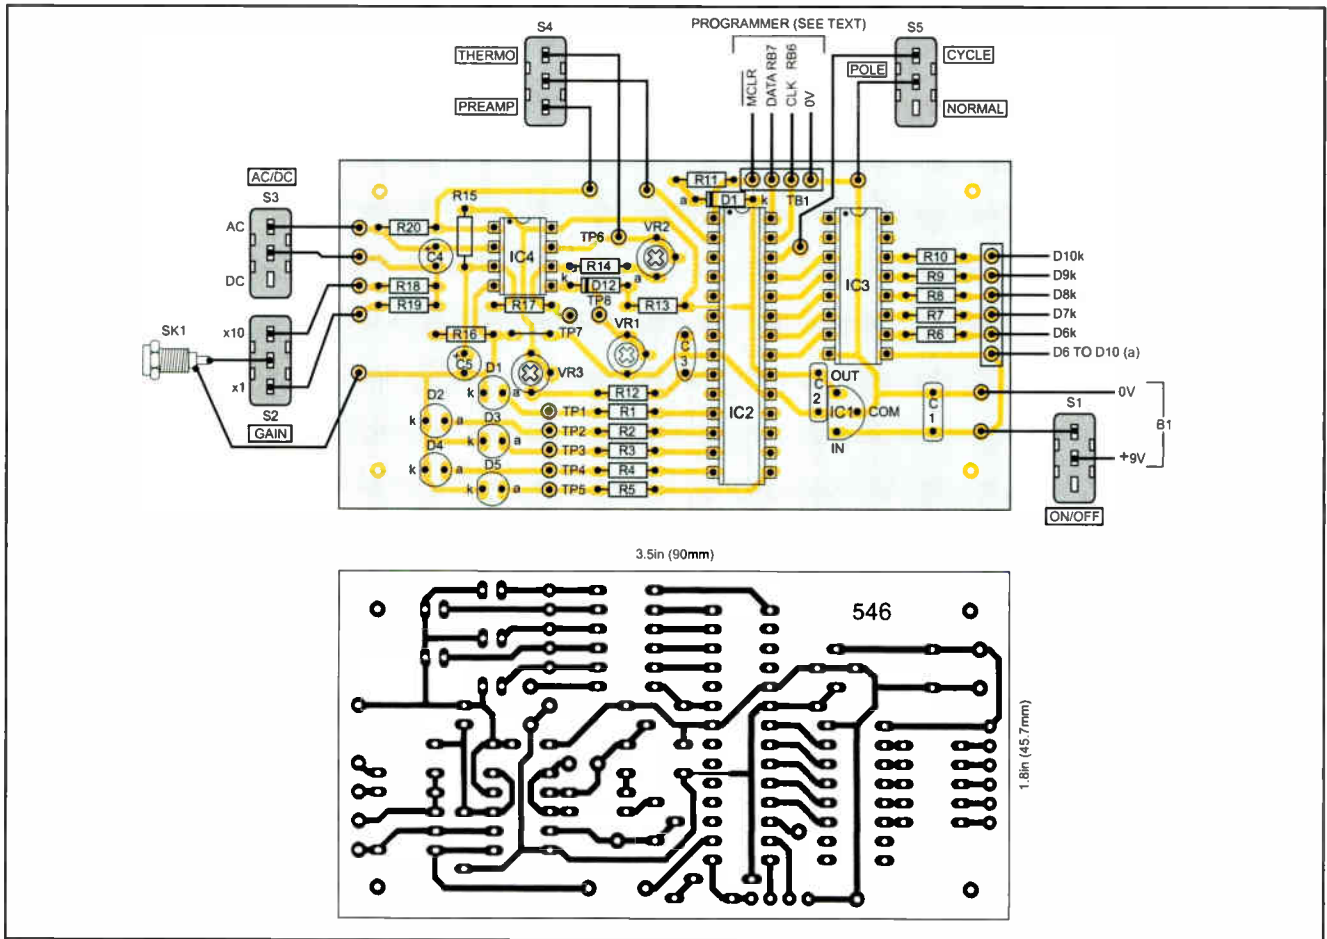 PROGRAMMER (SEE TEXT)
S4
S5
THERMO
PREAMP
MCLR
DATA RB7
CLK RB6
0V
POLE
CYCLE
NORMAL
AC/DC
S3
AC
DC
R15
R11
a
D1
k
TB1
R20
C4
+
IC4
TP6
VR2
R14
k
D12
a
TP8
R13
R18
R19
R17
TP7
VR1
R16
C5
+
VR3
C3
IC3
R10
R9
R8
R7
R6
D10k
D9k
D8k
D7k
D6k
D6 TO D10 (a)
SK1
x10
x1
S2
GAIN
D1
k
a
D2
k
a
D3
k
a
D4
k
a
D5
k
a
R12
TP1
R1
TP2
R2
TP3
R3
TP4
R4
TP5
R5
IC2
C2
OUT
IC1
COM
IN
C1
0V
B1
+9V
S1
ON/OFF
3.5in (90mm)
546
1.8in (45.7mm)